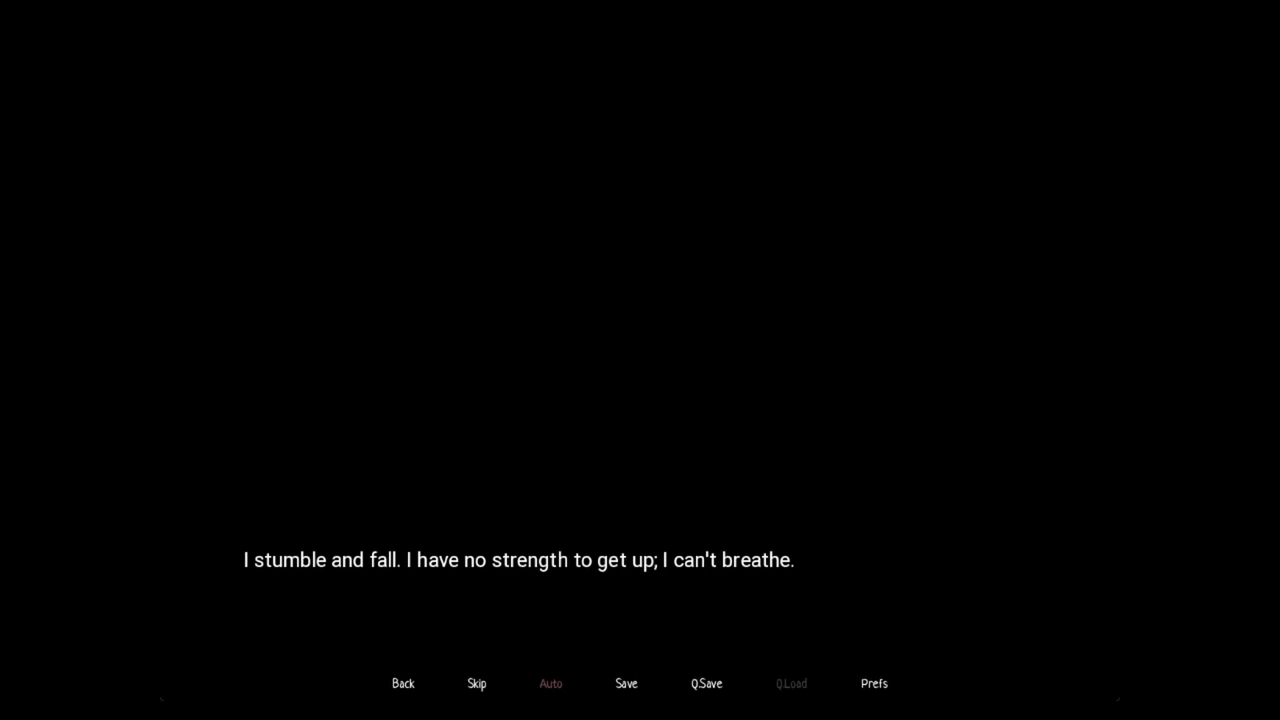 I stumble and fall. I have no strength to get up; I can't breathe.
Back Skip Auto Save Q.Save Q.Load Prefs